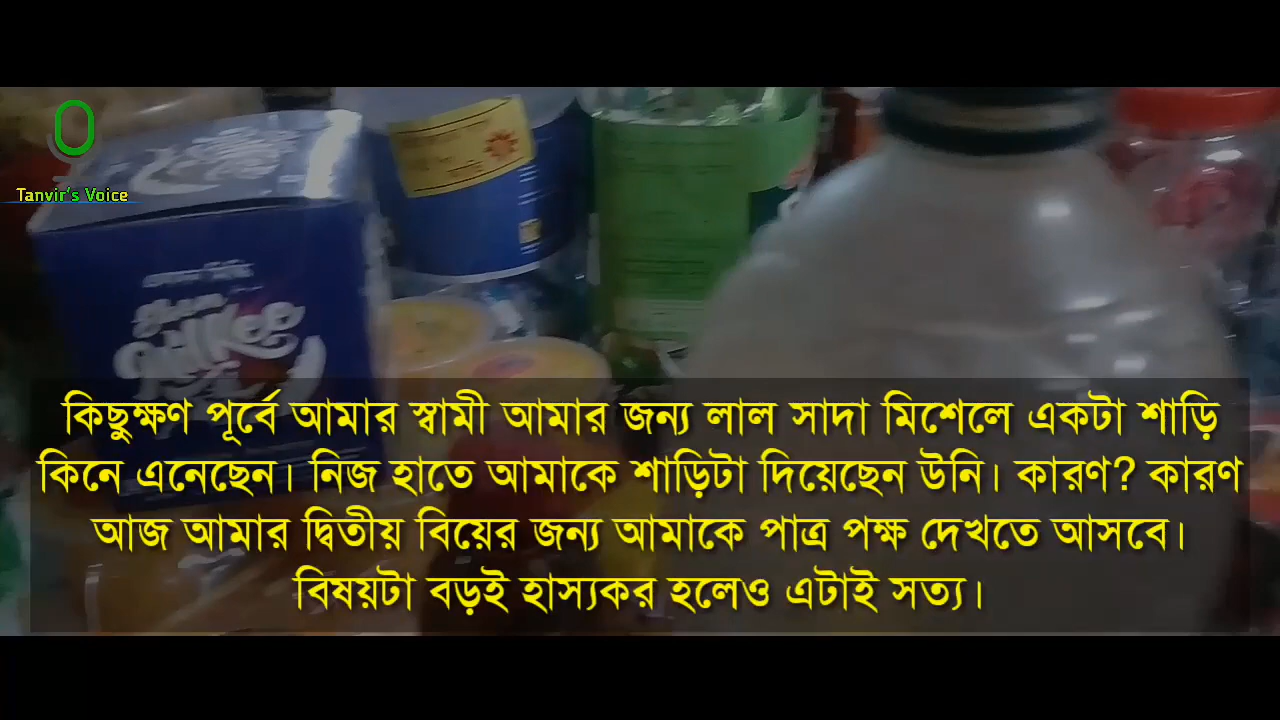 Tanvir's Voice
MilKee
কিছুক্ষণ পূর্বে আমার স্বামী আমার জন্য লাল সাদা মিশেলে একটা শাড়ি
কিনে এনেছেন। নিজ হাতে আমাকে শাড়িটা দিয়েছেন উনি। কারণ? কারণ
আজ আমার দ্বিতীয় বিয়ের জন্য আমাকে পাত্র পক্ষ দেখতে আসবে।
বিষয়টা বড়ই হাস্যকর হলেও এটাই সত্য।